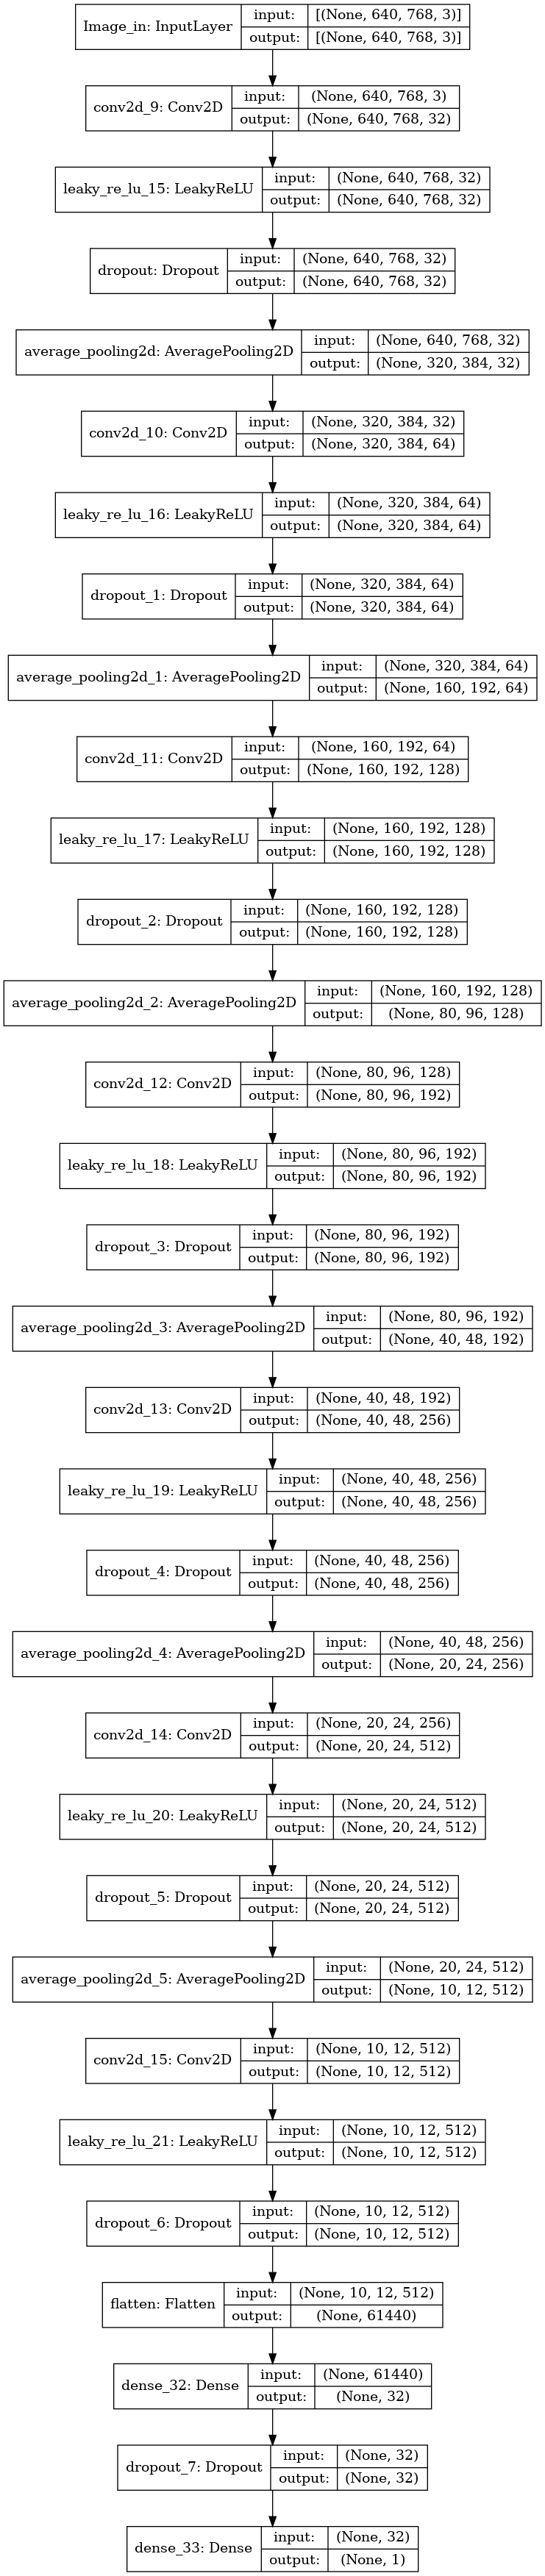 Image_in: InputLayer
input: [(None, 640, 768, 3)]
output: [(None, 640, 768, 3)]
conv2d_9: Conv2D
input: (None, 640, 768, 3)
output: (None, 640, 768, 32)
leaky_re_lu_15: LeakyReLU
input: (None, 640, 768, 32)
output: (None, 640, 768, 32)
dropout: Dropout
input: (None, 640, 768, 32)
output: (None, 640, 768, 32)
average_pooling2d: AveragePooling2D
input: (None, 640, 768, 32)
output: (None, 320, 384, 32)
conv2d_10: Conv2D
input: (None, 320, 384, 32)
output: (None, 320, 384, 64)
leaky_re_lu_16: LeakyReLU
input: (None, 320, 384, 64)
output: (None, 320, 384, 64)
dropout_1: Dropout
input: (None, 320, 384, 64)
output: (None, 320, 384, 64)
average_pooling2d_1: AveragePooling2D
input: (None, 320, 384, 64)
output: (None, 160, 192, 64)
conv2d_11: Conv2D
input: (None, 160, 192, 64)
output: (None, 160, 192, 128)
leaky_re_lu_17: LeakyReLU
input: (None, 160, 192, 128)
output: (None, 160, 192, 128)
dropout_2: Dropout
input: (None, 160, 192, 128)
output: (None, 160, 192, 128)
average_pooling2d_2: AveragePooling2D
input: (None, 160, 192, 128)
output: (None, 80, 96, 128)
conv2d_12: Conv2D
input: (None, 80, 96, 128)
output: (None, 80, 96, 192)
leaky_re_lu_18: LeakyReLU
input: (None, 80, 96, 192)
output: (None, 80, 96, 192)
dropout_3: Dropout
input: (None, 80, 96, 192)
output: (None, 80, 96, 192)
average_pooling2d_3: AveragePooling2D
input: (None, 80, 96, 192)
output: (None, 40, 48, 192)
conv2d_13: Conv2D
input: (None, 40, 48, 192)
output: (None, 40, 48, 256)
leaky_re_lu_19: LeakyReLU
input: (None, 40, 48, 256)
output: (None, 40, 48, 256)
dropout_4: Dropout
input: (None, 40, 48, 256)
output: (None, 40, 48, 256)
average_pooling2d_4: AveragePooling2D
input: (None, 40, 48, 256)
output: (None, 20, 24, 256)
conv2d_14: Conv2D
input: (None, 20, 24, 256)
output: (None, 20, 24, 512)
leaky_re_lu_20: LeakyReLU
input: (None, 20, 24, 512)
output: (None, 20, 24, 512)
dropout_5: Dropout
input: (None, 20, 24, 512)
output: (None, 20, 24, 512)
average_pooling2d_5: AveragePooling2D
input: (None, 20, 24, 512)
output: (None, 10, 12, 512)
conv2d_15: Conv2D
input: (None, 10, 12, 512)
output: (None, 10, 12, 512)
leaky_re_lu_21: LeakyReLU
input: (None, 10, 12, 512)
output: (None, 10, 12, 512)
dropout_6: Dropout
input: (None, 10, 12, 512)
output: (None, 10, 12, 512)
flatten: Flatten
input: (None, 10, 12, 512)
output: (None, 61440)
dense_32: Dense
input: (None, 61440)
output: (None, 32)
dropout_7: Dropout
input: (None, 32)
output: (None, 32)
dense_33: Dense
input: (None, 32)
output: (None, 1)